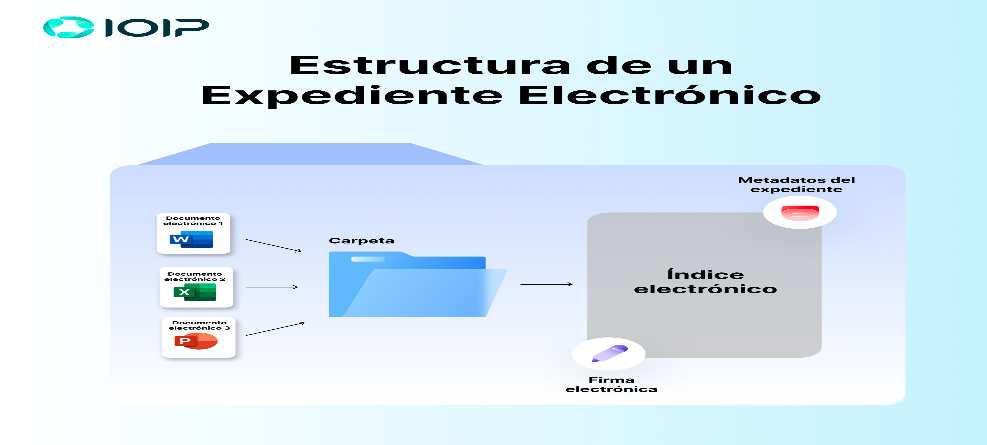 IOIP
Estructura de un
Expediente Electrónico
Metadatos del
expediente
Documento
electrónico 1
W
Carpeta
Documento
electrónico 2
X
Índice
electrónico
Documento
electrónico 3
P
Firma
electrónica